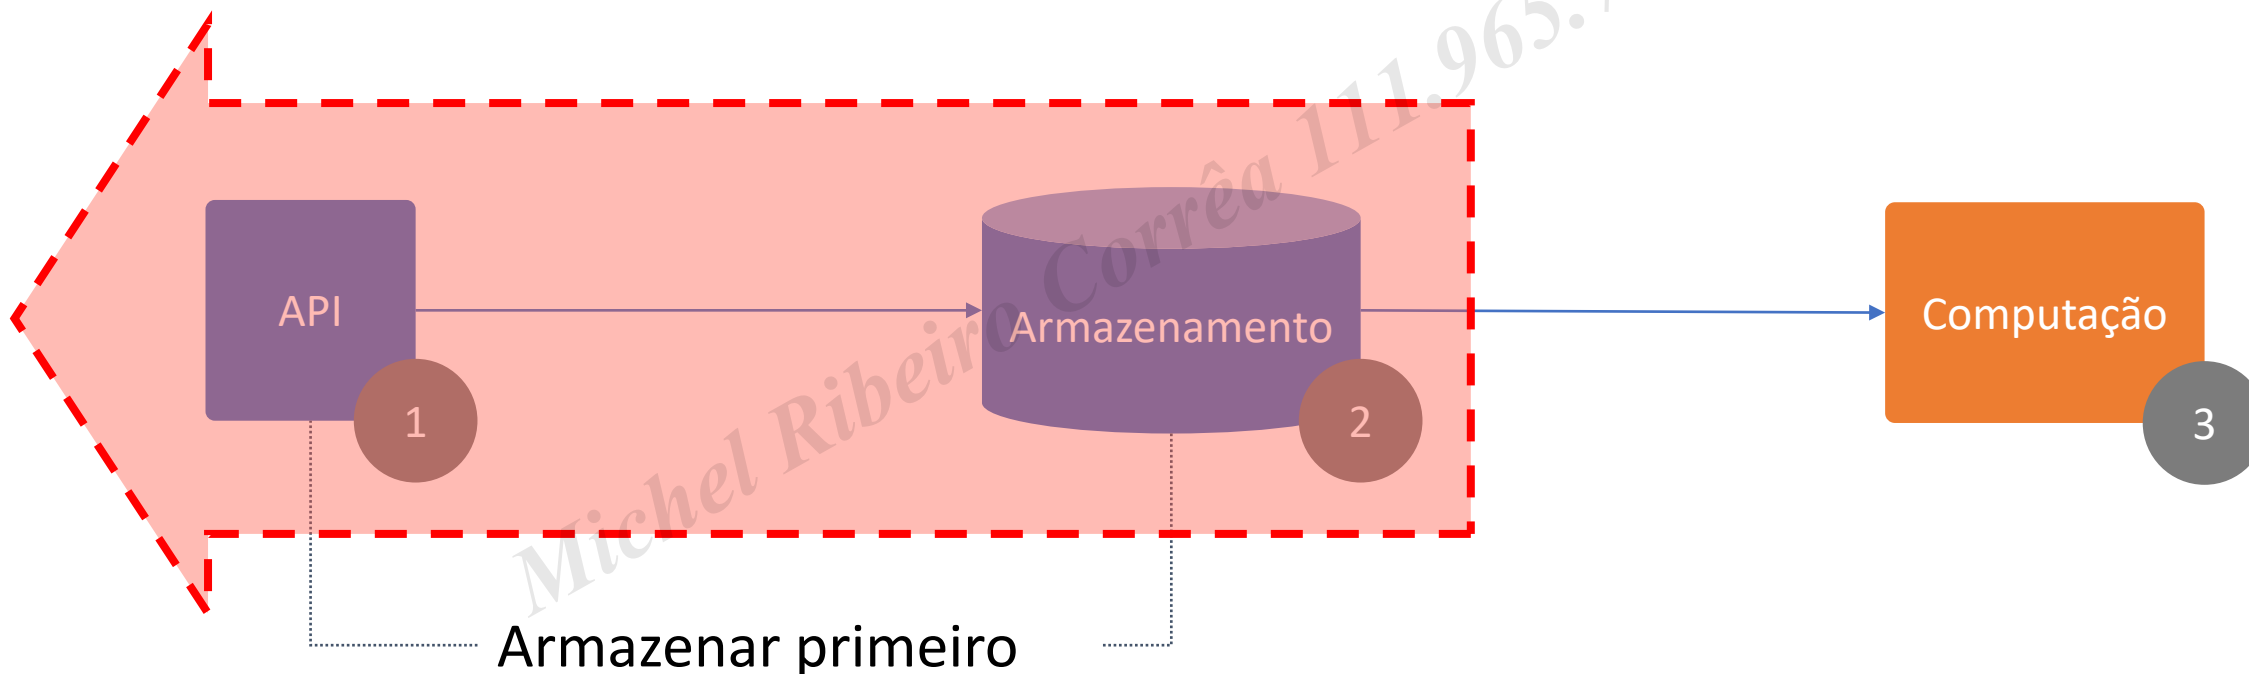 API
Armazenamento
Computação
1
2
3
Armazenar primeiro
Michel Ribeiro Corrêa 111.965.